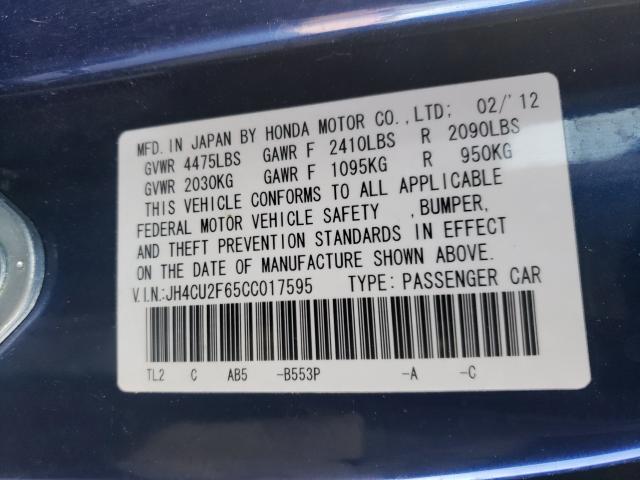 MFD. IN JAPAN BY HONDA MOTOR CO.,LTD; 02/'12
GVWR 4475LBS GAWR F 2410LBS R 2090LBS
GVWR 2030KG GAWR F 1095KG R 950KG
THIS VEHICLE CONFORMS TO ALL APPLICABLE
FEDERAL MOTOR VEHICLE SAFETY ,BUMPER,
AND THEFT PREVENTION STANDARDS IN EFFECT
ON THE DATE OF MANUFACTURE SHOWN ABOVE.
V.I.N.:JH4CU2F65CC017595 TYPE: PASSENGER CAR
TL2 C AB5 -B553P -A -C